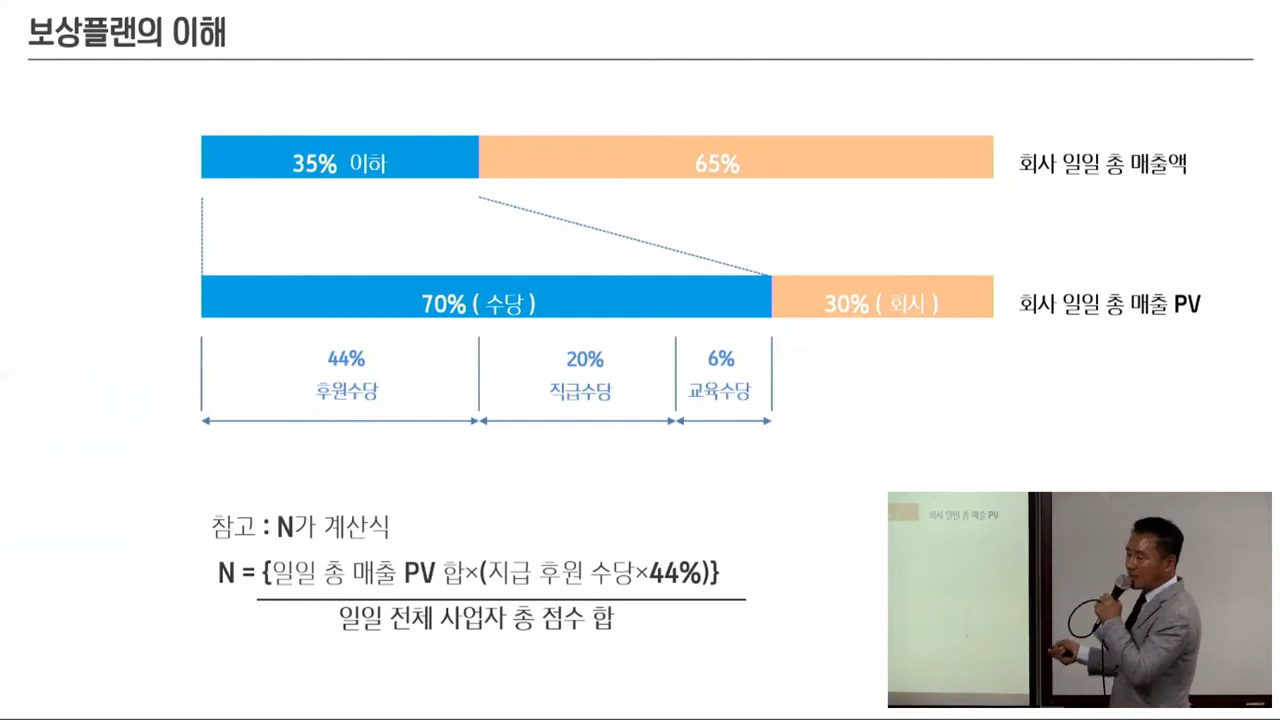 보상플랜의 이해
35% 이하
65%
회사 일일 총 매출액
70% ( 수당 )
30% ( 회사 )
회사 일일 총 매출 PV
44%
20%
6%
후원수당
직급수당
교육수당
참고 : N가 계산식
N = {일일 총 매출 PV 합×(지급 후원 수당×44%)}
일일 전체 사업자 총 점수 합
회사 일일 총 매출 PV